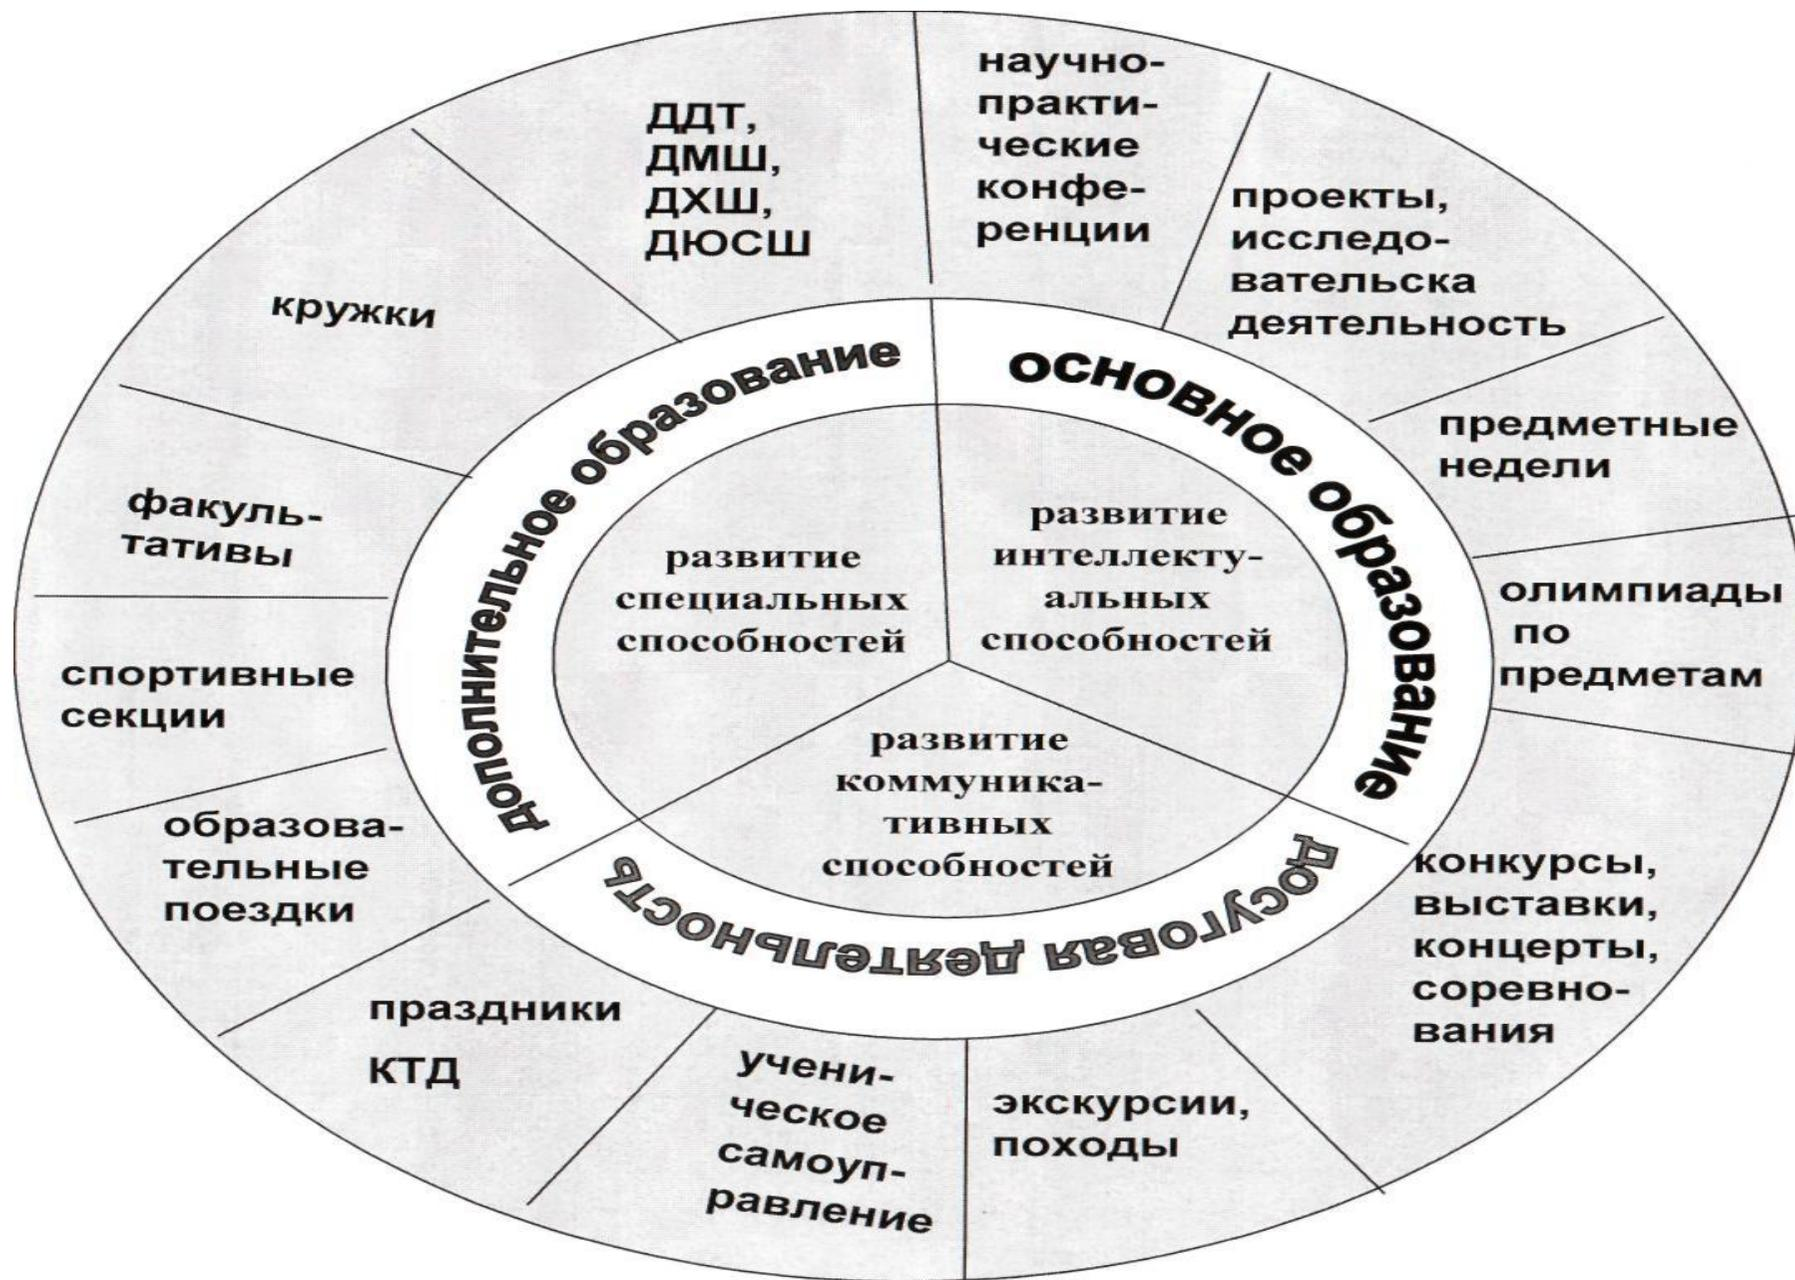 научно-
практи-
ческие
конфе-
ренции
проекты,
исследо-
вательска
деятельность
предметные
недели
олимпиады
по
предметам
конкурсы,
выставки,
концерты,
соревно-
вания
экскурсии,
походы
учени-
ческое
самоуп-
равление
праздники
КТД
образова-
тельные
поездки
спортивные
секции
факуль-
тативы
кружки
ДДТ,
ДМШ,
ДХШ,
ДЮСШ
основное образование
досуговая деятельность
дополнительное образование
развитие
интеллекту-
альных
способностей
развитие
коммуника-
тивных
способностей
развитие
специальных
способностей